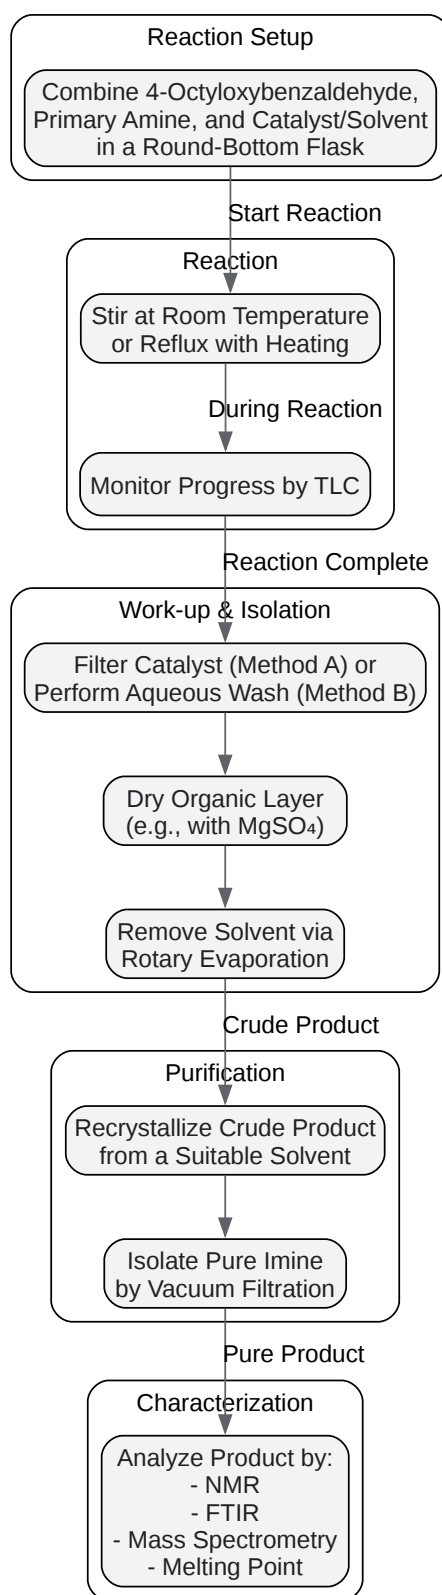 Reaction Setup
Combine 4-Octyloxybenzaldehyde,
Primary Amine, and Catalyst/Solvent
in a Round-Bottom Flask
Start Reaction
Reaction
Stir at Room Temperature
or Reflux with Heating
During Reaction
Monitor Progress by TLC
Reaction Complete
Work-up & Isolation
Filter Catalyst (Method A) or
Perform Aqueous Wash (Method B)
Dry Organic Layer
(e.g., with MgSO₄)
Remove Solvent via
Rotary Evaporation
Crude Product
Purification
Recrystallize Crude Product
from a Suitable Solvent
Isolate Pure Imine
by Vacuum Filtration
Pure Product
Characterization
Analyze Product by:
- NMR
- FTIR
- Mass Spectrometry
- Melting Point